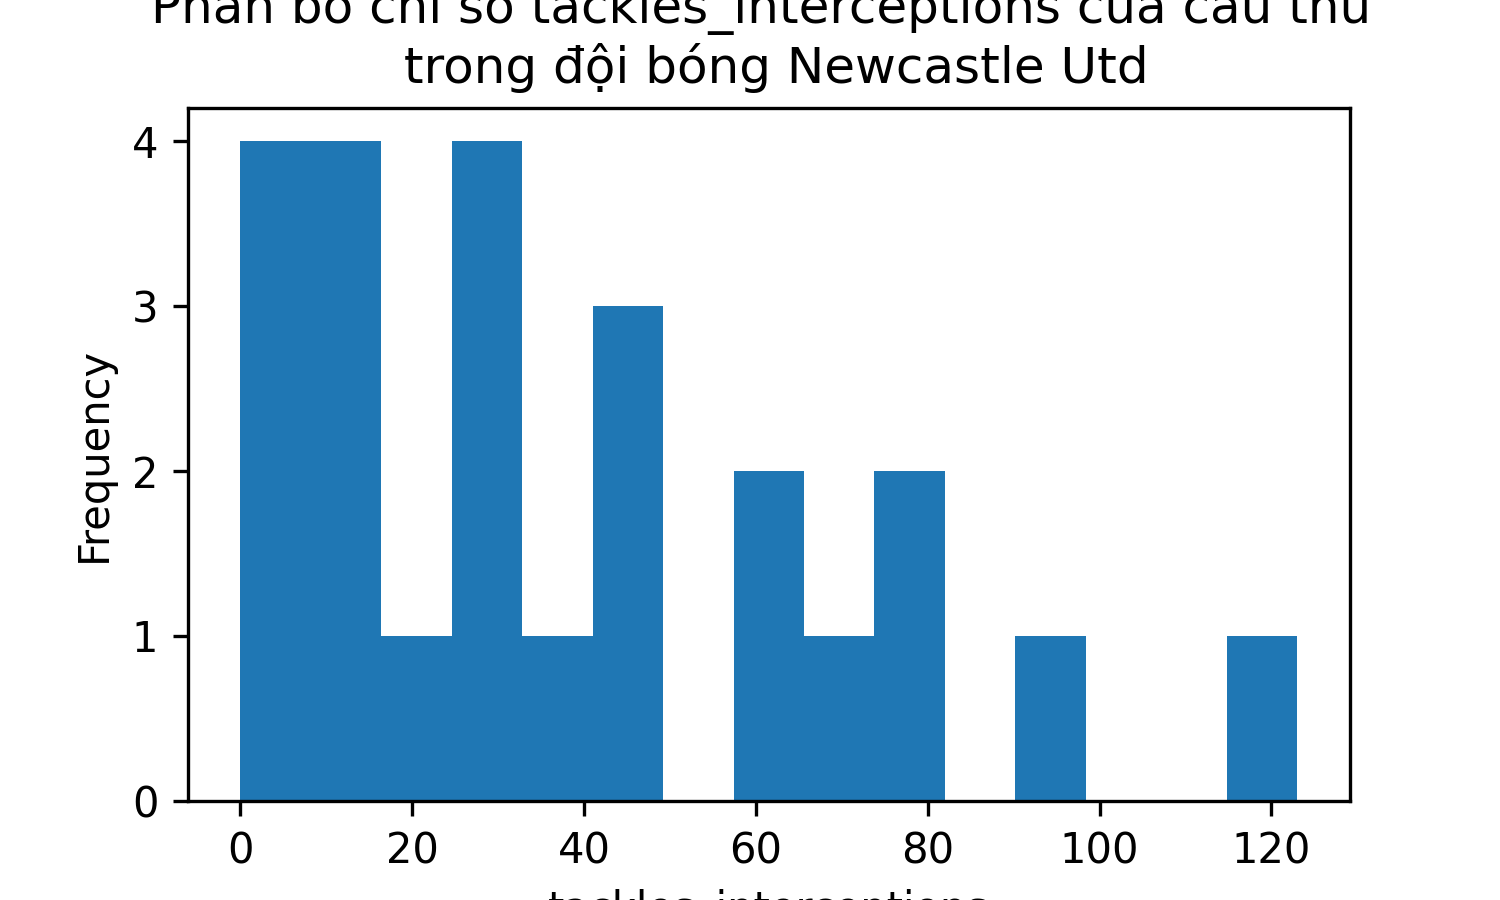 Phân bố chỉ số tackles_interceptions của cầu thủ
trong đội bóng Newcastle Utd
4
3
2
1
0
Frequency
0 20 40 60 80 100 120
tackles_interceptions